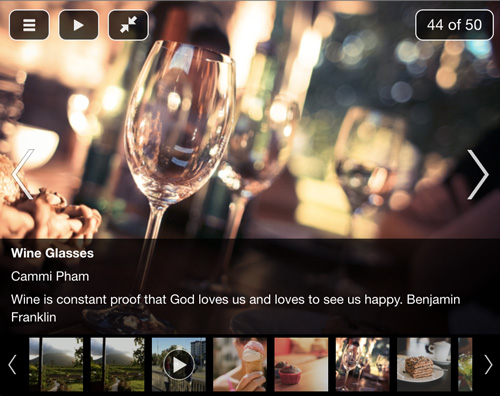 44 of 50
Wine Glasses
Cammi Pham
Wine is constant proof that God loves us and loves to see us happy. Benjamin
Franklin